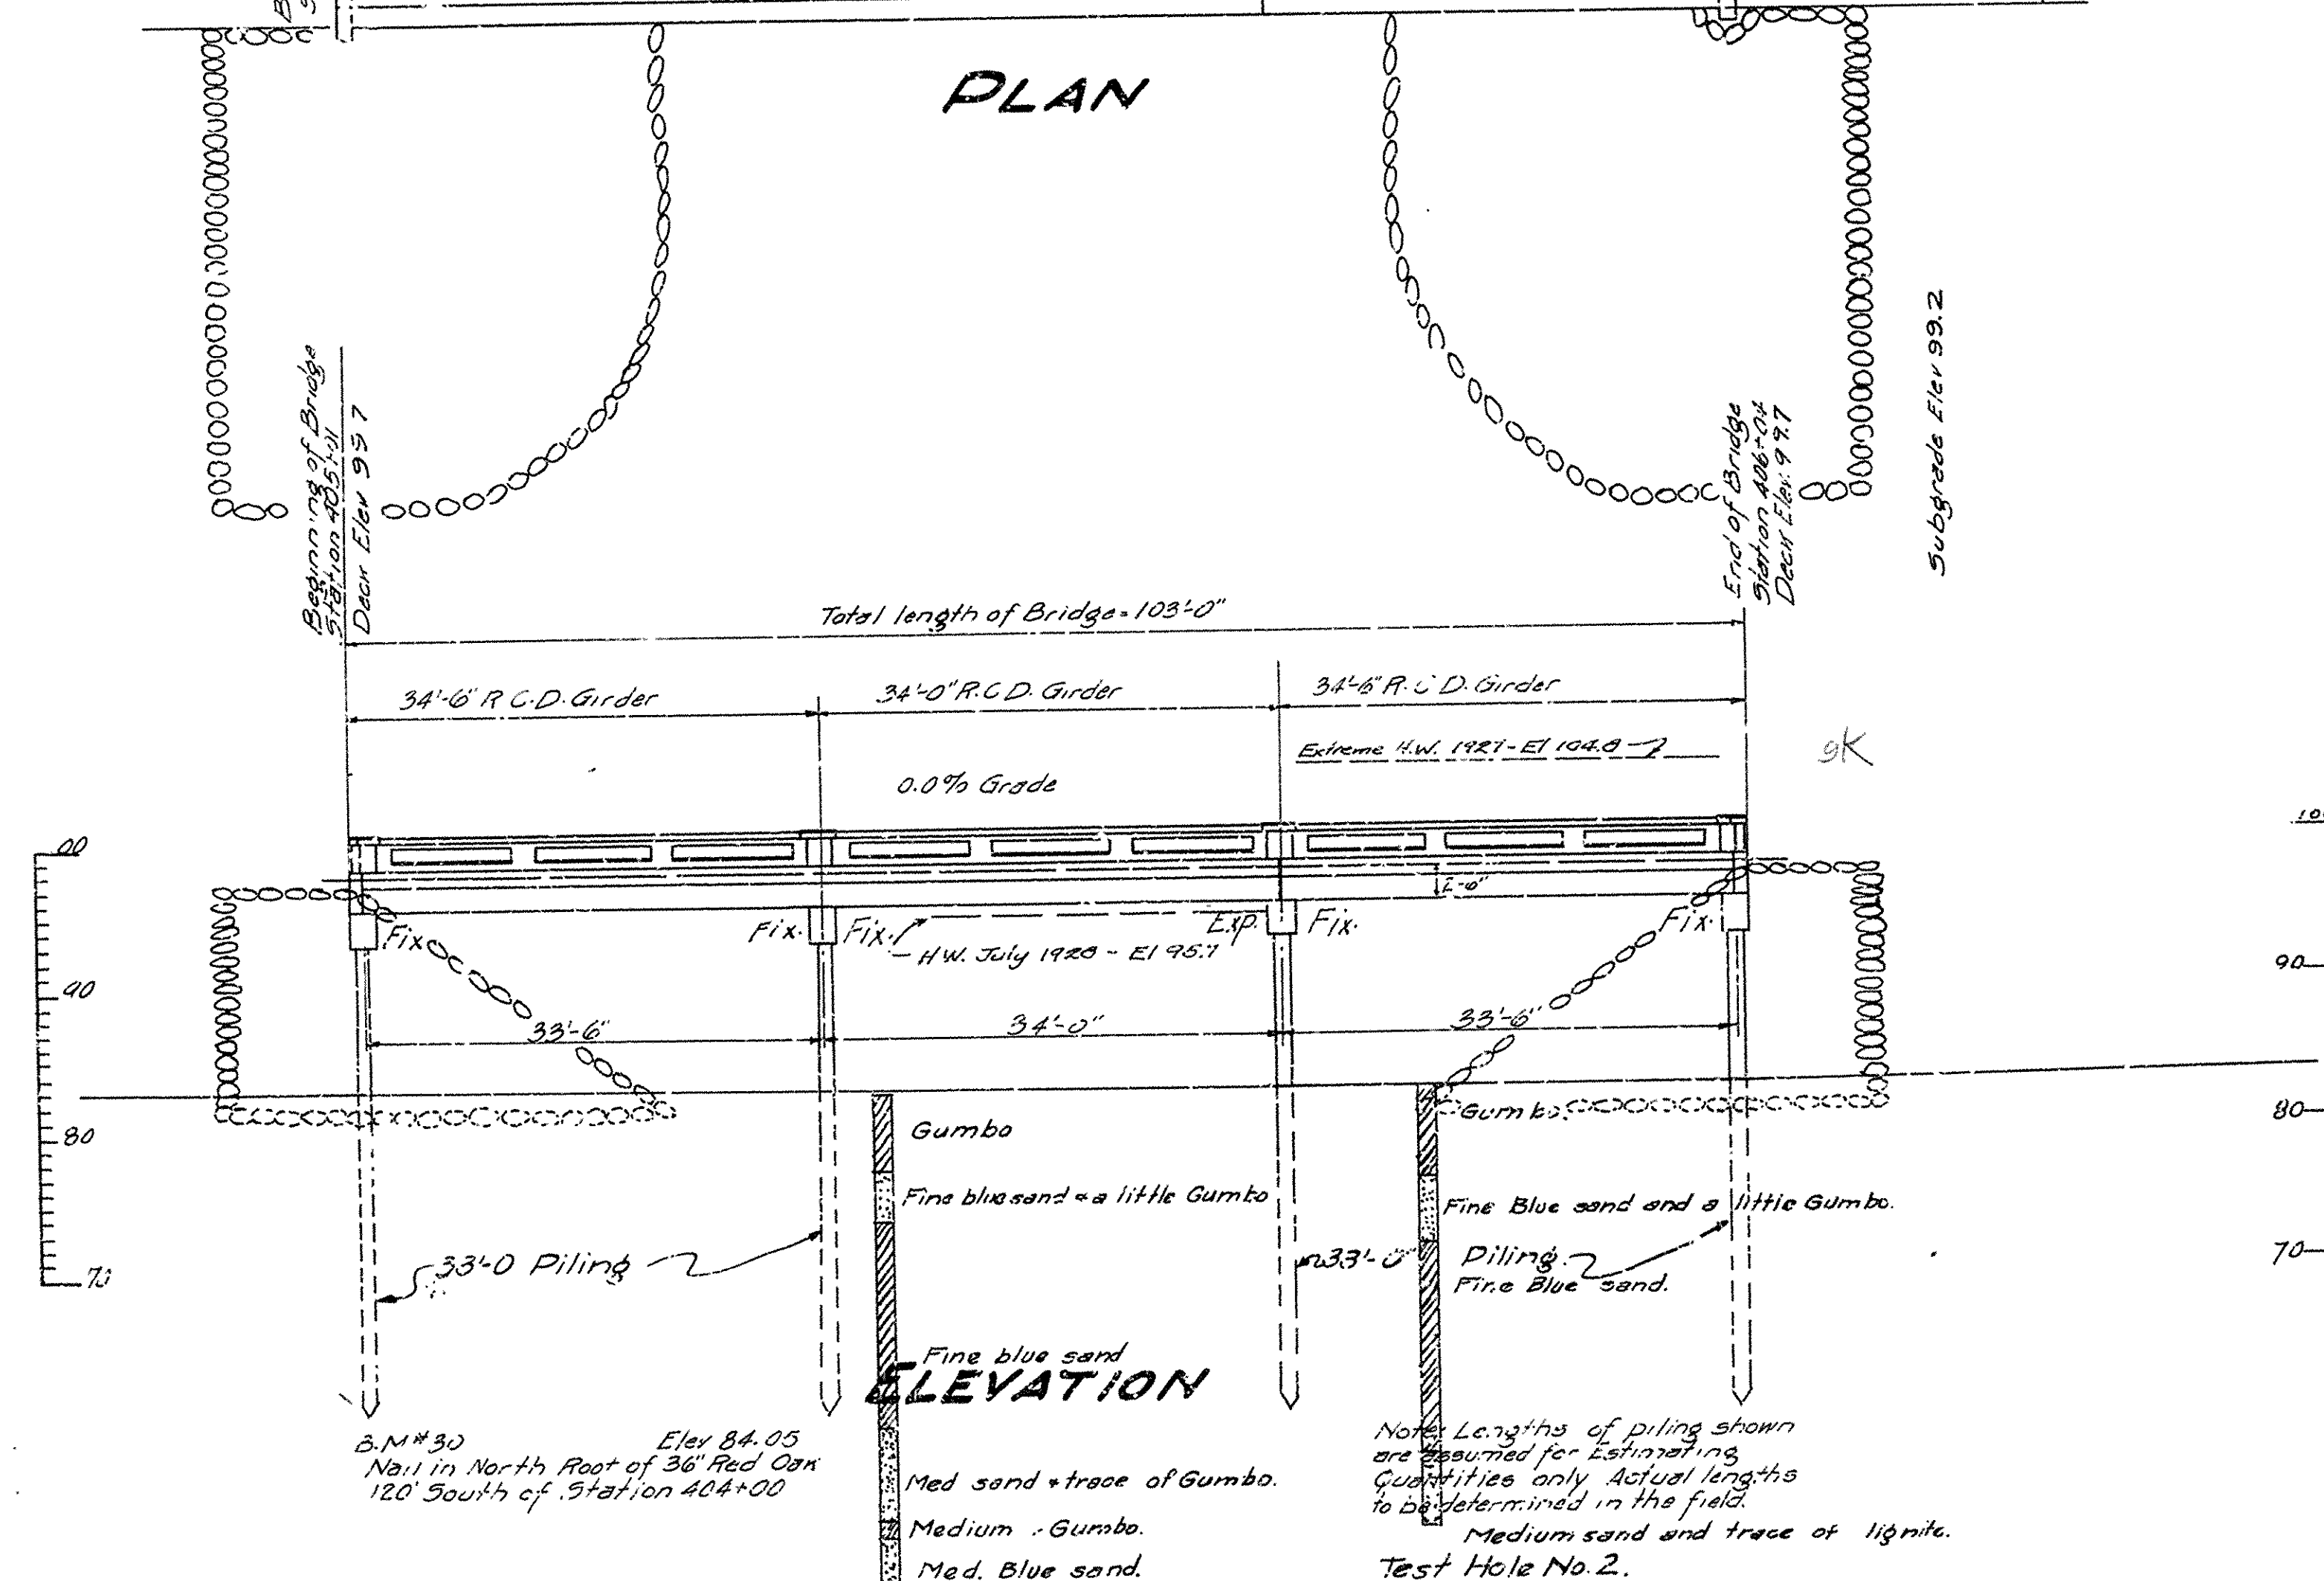 PLAN
Beginning of Bridge
Station 405+01
Deck Elev 99 7
End of Bridge
Station 406+04
Deck Elev. 99.7
Subgrade Elev 99.2
Total length of Bridge = 103'-0"
34'-6" R C.D. Girder
34'-0" R.C D. Girder
34'-6" R.C D. Girder
Extreme H.W. 1927 - El 104.8
0.0% Grade
gK
Fix.
Fix.
Fix.
Exp.
Fix.
Fix.
H.W. July 1928 - El 95.7
33'-6"
34'-0"
33'-6"
00
90
80
70
10
90
80
70
Gumbo
Gumbo.
Fine blue sand & a little Gumbo
Fine Blue sand and a little Gumbo.
33'-0 Piling
33'-0"
Piling.
Fine Blue sand.
Fine blue sand
ELEVATION
B.M #30 Elev 84.05
Nail in North Root of 36" Red Oak
120' South of Station 404+00
Med sand & trace of Gumbo.
Medium Gumbo.
Med. Blue sand.
Note: Lengths of piling shown
are assumed for Estimating
Quantities only Actual lengths
to be determined in the field.
Medium sand and trace of lignite.
Test Hole No. 2.